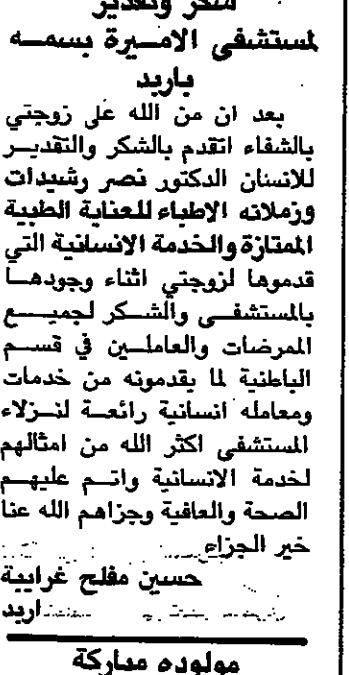 شكر وتقدير
لمستشفى الاميرة بسمه
باربد
بعد ان من الله على زوجتي
بالشفاء اتقدم بالشكر والتقدير
للانسان الدكتور نصر رشيدات
وزملائه الاطباء للعناية الطبية
الممتازة والخدمة الانسانية التي
قدموها لزوجتي اثناء وجودها
بالمستشفى والشكر لجميع
الممرضات والعاملين في قسم
الباطنية لما يقدمونه من خدمات
ومعامله انسانية رائعة لنزلاء
المستشفى اكثر الله من امثالهم
لخدمة الانسانية واتم عليهم
الصحة والعافية وجزاهم الله عنا
خير الجزاء
حسين مفلح غرايبة
اربد
مولوده مباركة